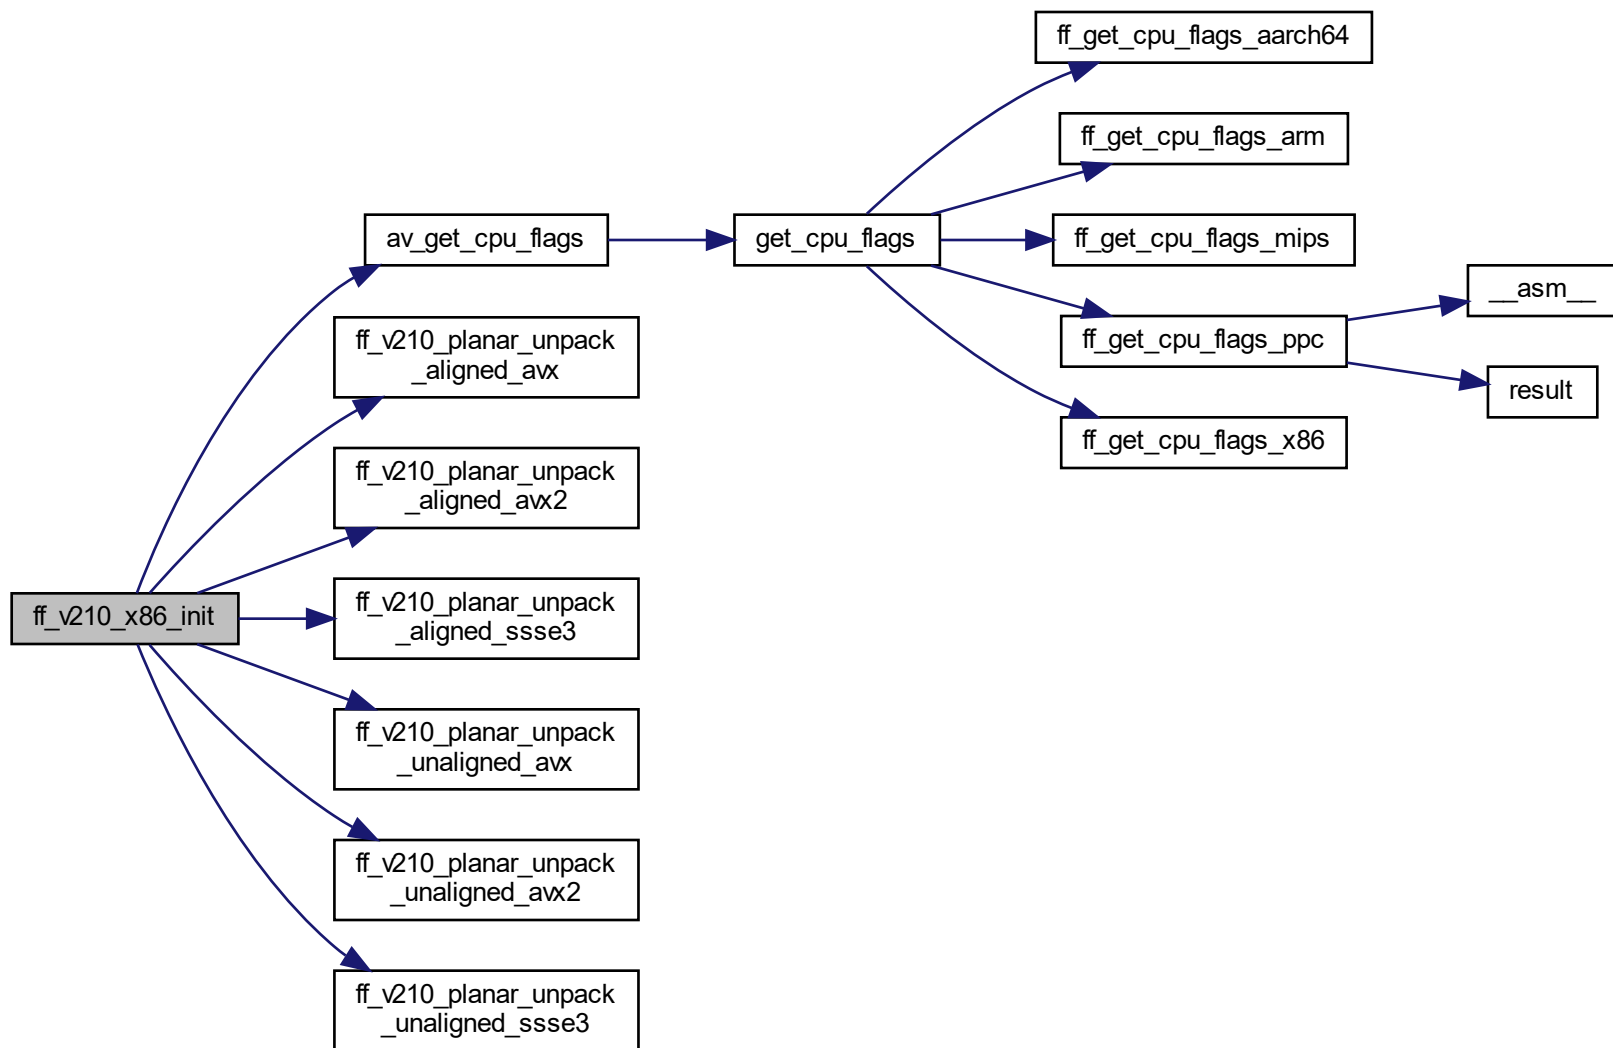 ff_get_cpu_flags_aarch64
ff_get_cpu_flags_arm
av_get_cpu_flags
get_cpu_flags
ff_get_cpu_flags_mips
__asm__
ff_v210_planar_unpack
_aligned_avx
ff_get_cpu_flags_ppc
result
ff_get_cpu_flags_x86
ff_v210_planar_unpack
_aligned_avx2
ff_v210_x86_init
ff_v210_planar_unpack
_aligned_ssse3
ff_v210_planar_unpack
_unaligned_avx
ff_v210_planar_unpack
_unaligned_avx2
ff_v210_planar_unpack
_unaligned_ssse3